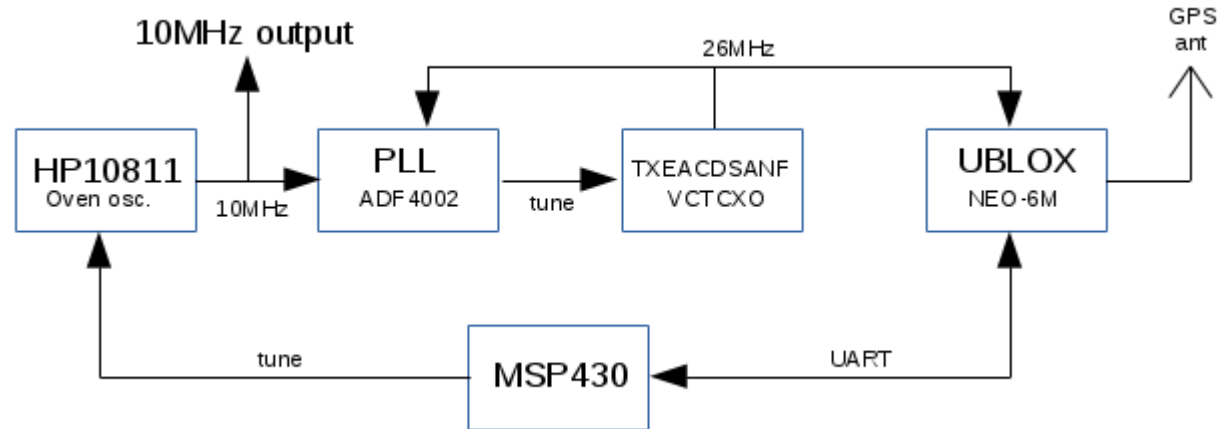 10MHz output
26MHz
GPS
ant
HP10811
Oven osc.
10MHz
PLL
ADF4002
tune
TXEACDSANF
VCTCXO
UBLOX
NEO-6M
tune
MSP430
UART